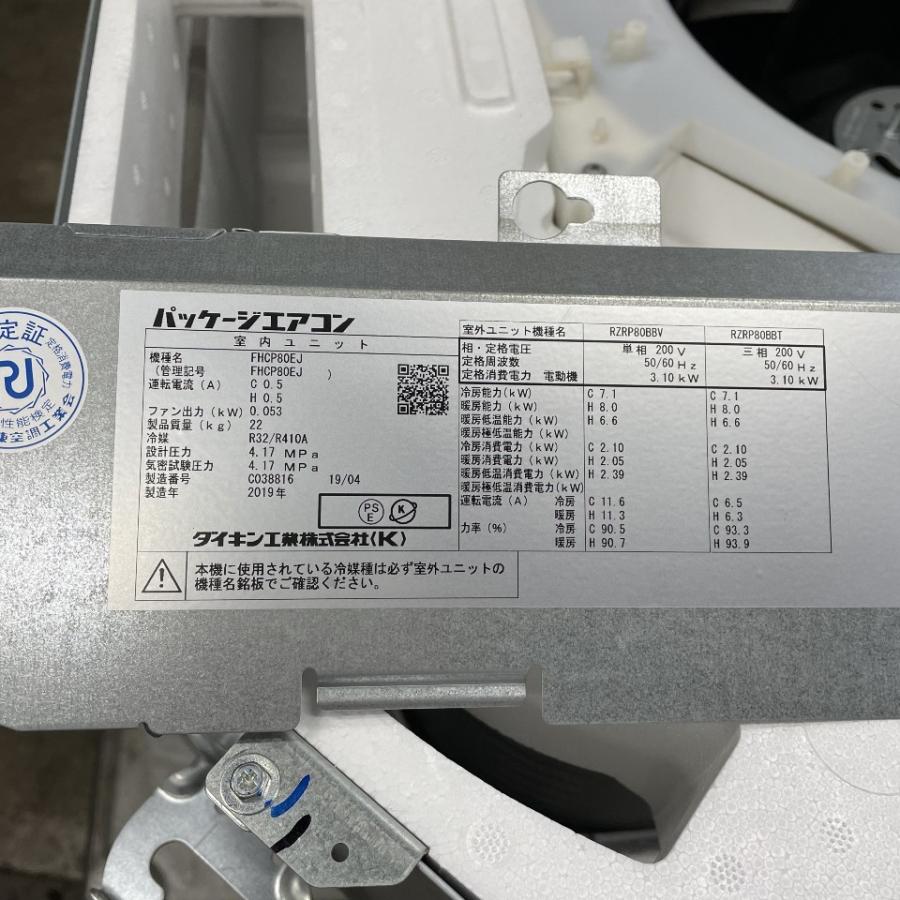 パッケージエアコン
室内ユニット
機種名 FHCP80EJ
(管理記号 FHCP80EJ )
運転電流(A) C 0.5
H 0.5
ファン出力(kW) 0.053
製品質量(kg) 22
冷媒 R32/R410A
設計圧力 4.17 MPa
気密試験圧力 4.17 MPa
製造番号 C038816 19/04
製造年 2019年
PS
E
K
ダイキン工業株式会社(K)
室外ユニット機種名 RZRP80BBV RZRP80BBT
相・定格電圧 単相 200 V 三相 200 V
定格周波数 50/60 Hz 50/60 Hz
定格消費電力 電動機 3.10 kW 3.10 kW
冷房能力(kW) C 7.1 C 7.1
暖房能力(kW) H 8.0 H 8.0
暖房低温能力(kW) H 6.6 H 6.6
暖房極低温能力(kW)
冷房消費電力(kW) C 2.10 C 2.10
暖房消費電力(kW) H 2.05 H 2.05
暖房低温消費電力(kW) H 2.39 H 2.39
暖房極低温消費電力(kW)
運転電流(A) 冷房 C 11.6 C 6.5
暖房 H 11.3 H 6.3
力率(%) 冷房 C 90.5 C 93.3
暖房 H 90.7 H 93.9
本機に使用されている冷媒種は必ず室外ユニットの
機種名銘板でご確認ください。
定証
定格消費電力
性能検定